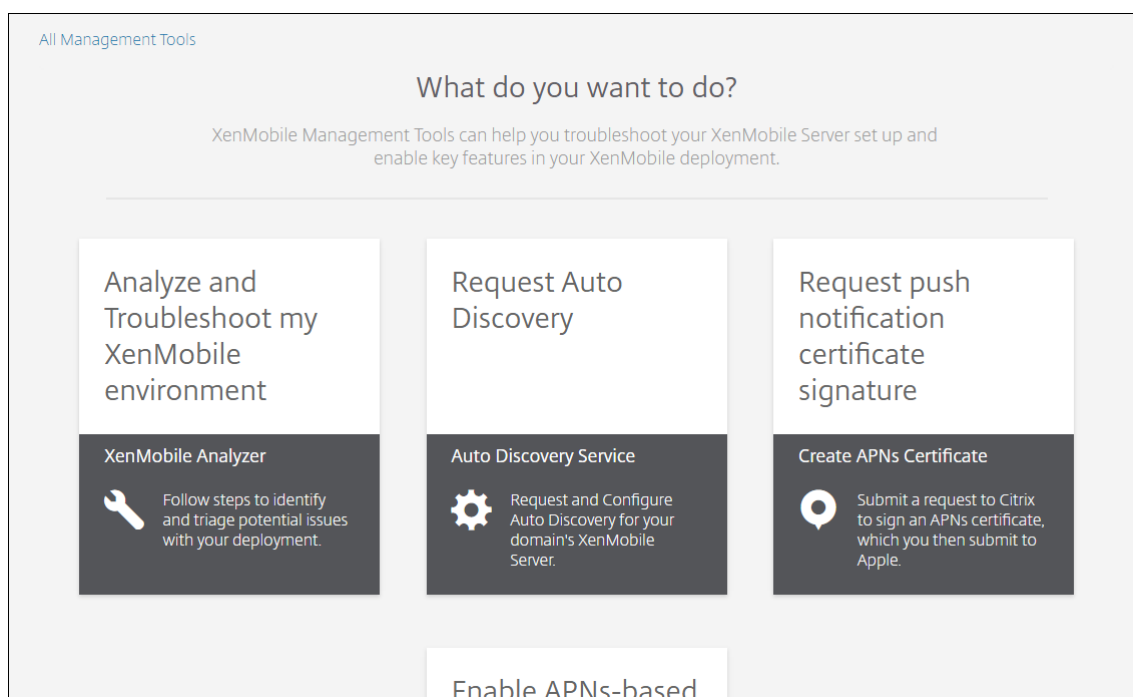 All Management Tools
What do you want to do?
XenMobile Management Tools can help you troubleshoot your XenMobile Server set up and
enable key features in your XenMobile deployment.
Analyze and
Troubleshoot my
XenMobile
environment
XenMobile Analyzer
Follow steps to identify
and triage potential issues
with your deployment.
Request Auto
Discovery
Auto Discovery Service
Request and Configure
Auto Discovery for your
domain's XenMobile
Server.
Request push
notification
certificate
signature
Create APNs Certificate
Submit a request to Citrix
to sign an APNs certificate,
which you then submit to
Apple.
Enable APNs-based